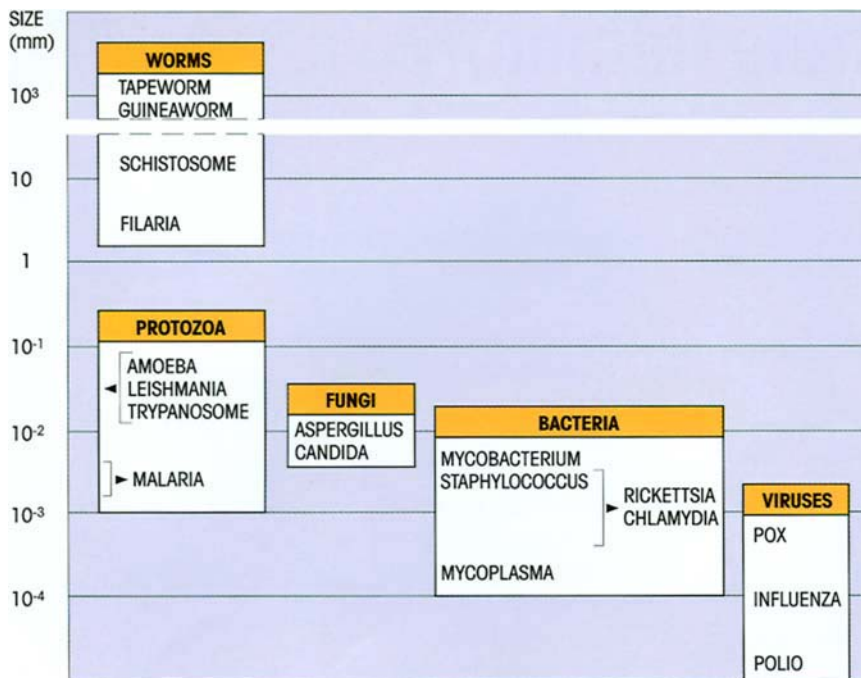 SIZE
(mm)
WORMS
TAPEWORM
GUINEAWORM
10³
SCHISTOSOME
10
FILARIA
1
PROTOZOA
10⁻¹
AMOEBA
LEISHMANIA
TRYPANOSOME
MALARIA
FUNGI
ASPERGILLUS
CANDIDA
10⁻²
BACTERIA
MYCOBACTERIUM
STAPHYLOCOCCUS
RICKETTSIA
CHLAMYDIA
MYCOPLASMA
10⁻³
VIRUSES
POX
INFLUENZA
POLIO
10⁻⁴